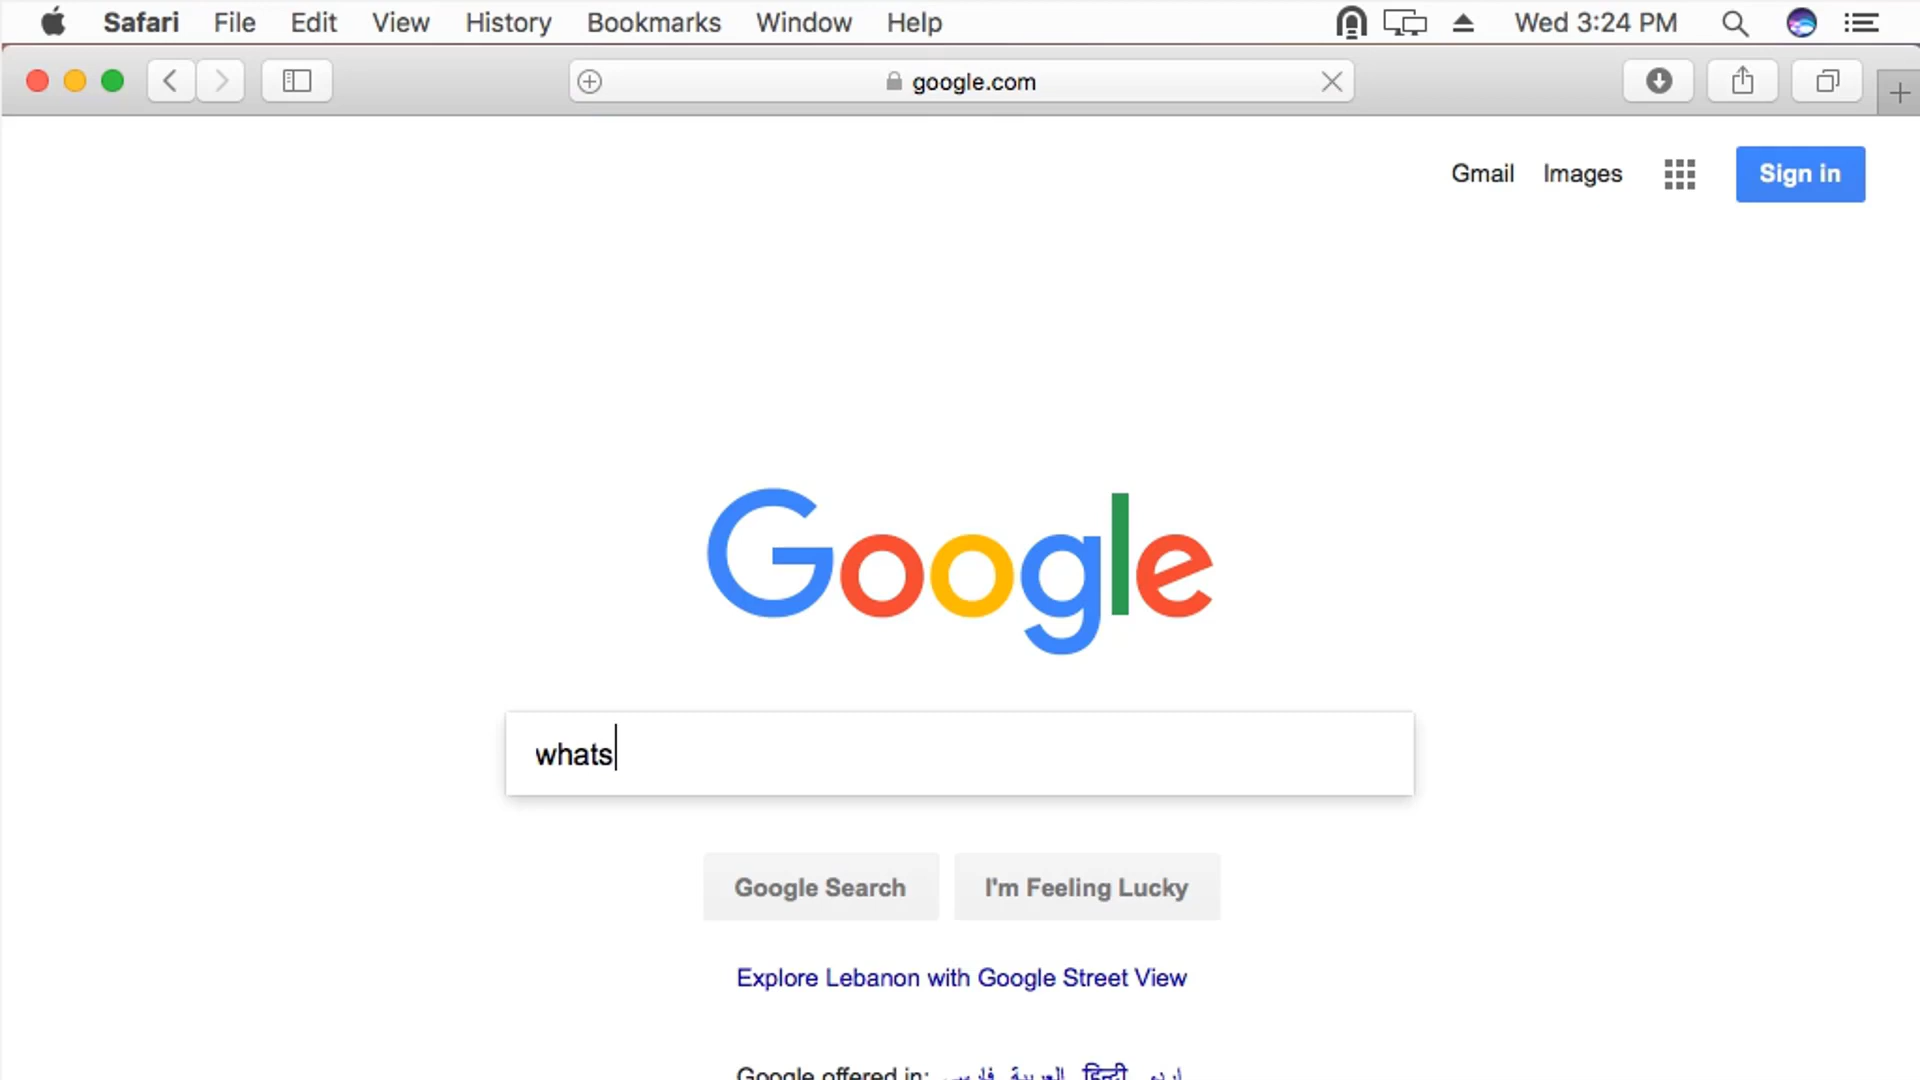 Safari File Edit View History Bookmarks Window Help Wed 3:24 PM
google.com
Gmail Images Sign in
Google
whats
Google Search I'm Feeling Lucky
Explore Lebanon with Google Street View
Google offered in: فارسی العربية हिन्दी اردو